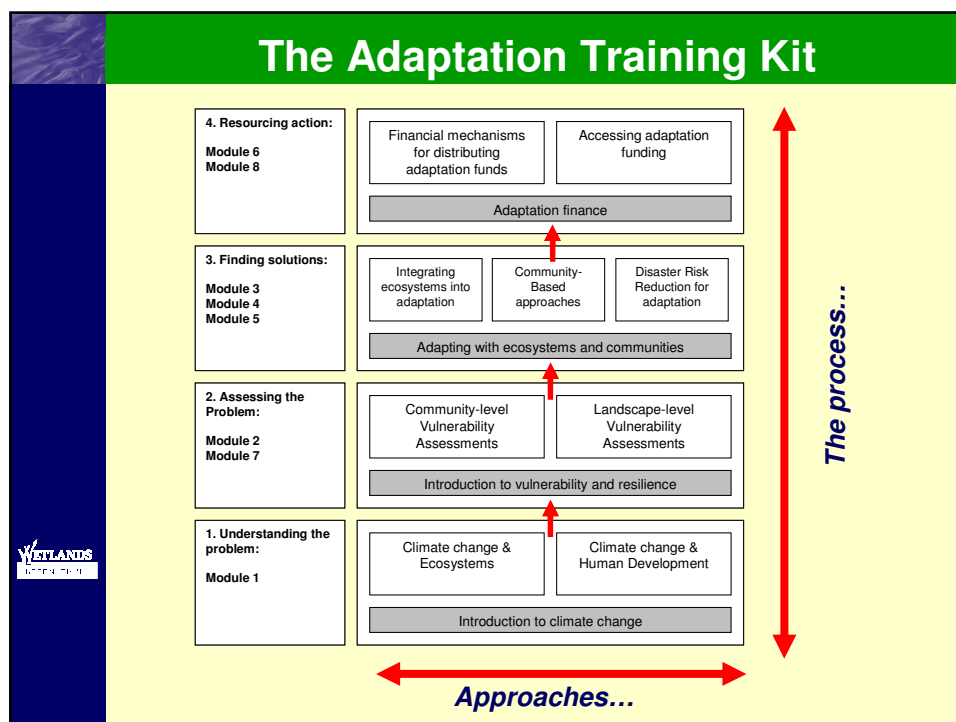 The Adaptation Training Kit
4. Resourcing action:
Module 6
Module 8
Financial mechanisms
for distributing
adaptation funds
Accessing adaptation
funding
Adaptation finance
3. Finding solutions:
Module 3
Module 4
Module 5
Integrating
ecosystems into
adaptation
Community-
Based
approaches
Disaster Risk
Reduction for
adaptation
Adapting with ecosystems and communities
2. Assessing the
Problem:
Module 2
Module 7
Community-level
Vulnerability
Assessments
Landscape-level
Vulnerability
Assessments
Introduction to vulnerability and resilience
1. Understanding the
problem:
Module 1
Climate change &
Ecosystems
Climate change &
Human Development
Introduction to climate change
The process...
Approaches...
WETLANDS